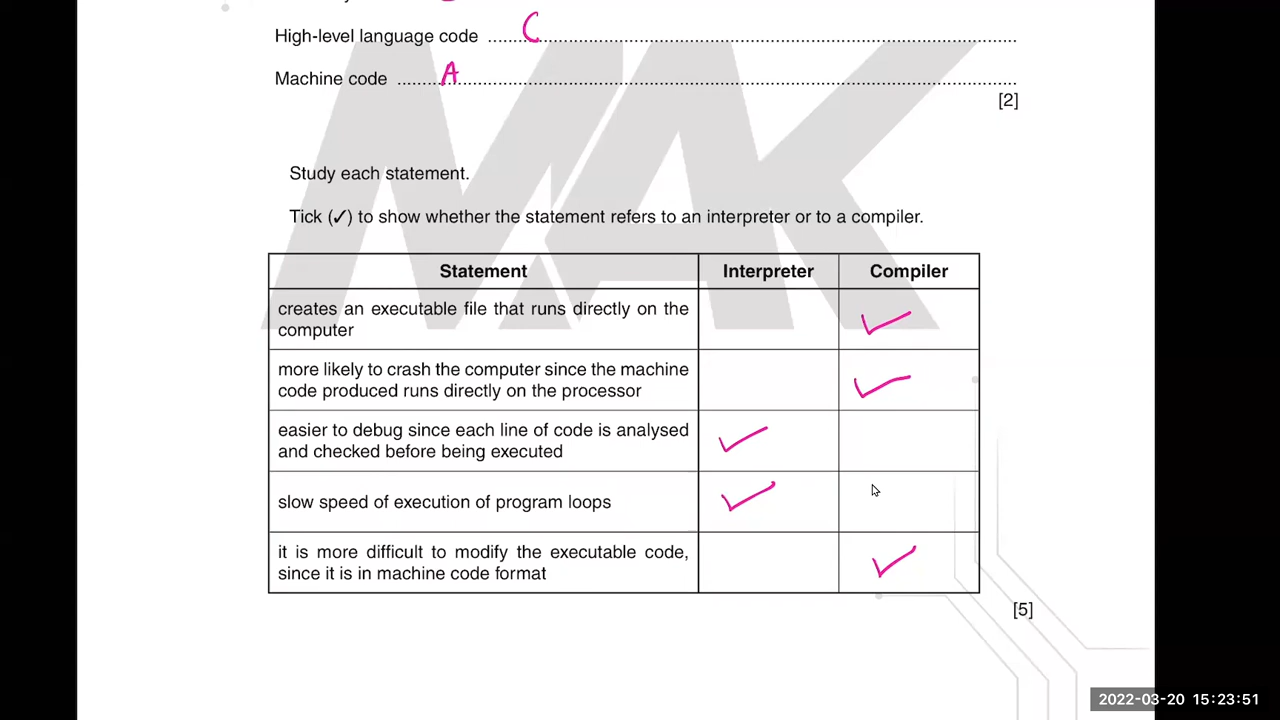 High-level language code ........ C ........
Machine code ........ A ........
[2]
Study each statement.
Tick (✓) to show whether the statement refers to an interpreter or to a compiler.
Statement Interpreter Compiler
creates an executable file that runs directly on the
computer ✓
more likely to crash the computer since the machine
code produced runs directly on the processor ✓
easier to debug since each line of code is analysed
and checked before being executed ✓
slow speed of execution of program loops ✓
it is more difficult to modify the executable code,
since it is in machine code format ✓
[5]
MAK
2022-03-20 15:23:51